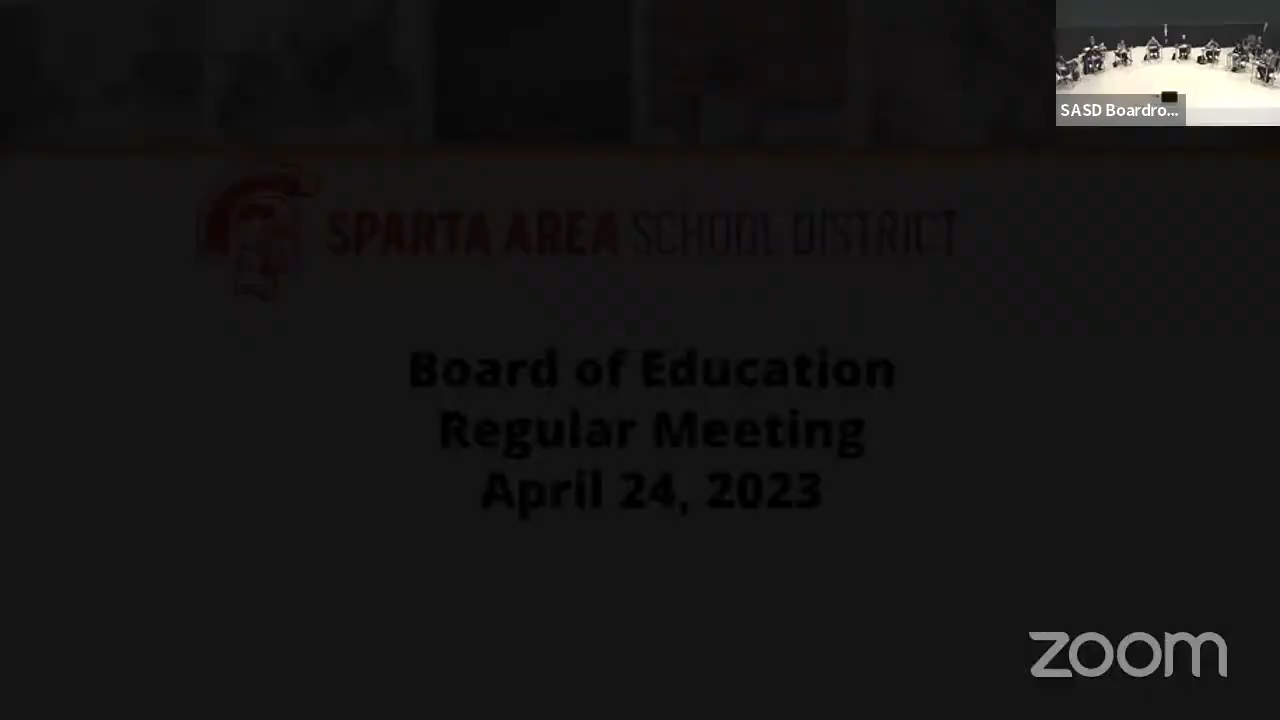 SASD Boardro...
SPARTA AREA SCHOOL DISTRICT
Board of Education
Regular Meeting
April 24, 2023
zoom